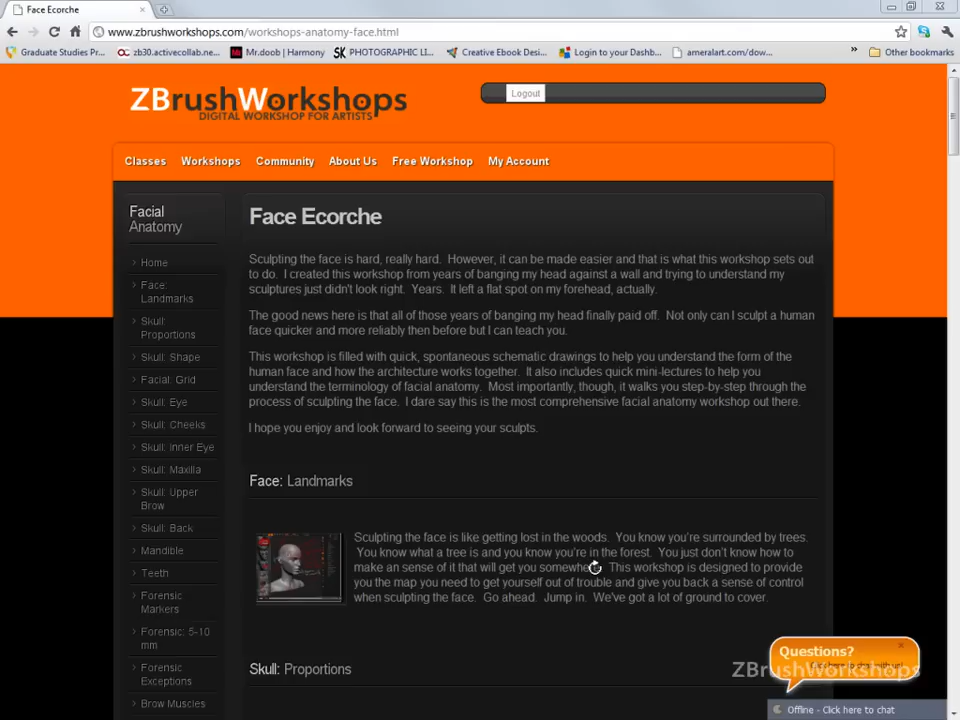 Face Ecorche
www.zbrushworkshops.com/workshops-anatomy-face.html
Graduate Studies Pr... zb30.activecollab.ne... Mr.doob | Harmony SK PHOTOGRAPHIC LI... Creative Ebook Desi... Login to your Dashb... ameralart.com/dow... » Other bookmarks
ZBrushWorkshops
DIGITAL WORKSHOP FOR ARTISTS
Logout
Classes Workshops Community About Us Free Workshop My Account
Facial
Anatomy
Home
Face:
Landmarks
Skull:
Proportions
Skull: Shape
Facial: Grid
Skull: Eye
Skull: Cheeks
Skull: Inner Eye
Skull: Maxilla
Skull: Upper
Brow
Skull: Back
Mandible
Teeth
Forensic
Markers
Forensic: 5-10
mm
Forensic
Exceptions
Brow Muscles
Face Ecorche
Sculpting the face is hard, really hard. However, it can be made easier and that is what this workshop sets out
to do. I created this workshop from years of banging my head against a wall and trying to understand my
sculptures just didn't look right. Years. It left a flat spot on my forehead, actually.
The good news here is that all of those years of banging my head finally paid off. Not only can I sculpt a human
face quicker and more reliably then before but I can teach you.
This workshop is filled with quick, spontaneous schematic drawings to help you understand the form of the
human face and how the architecture works together. It also includes quick mini-lectures to help you
understand the terminology of facial anatomy. Most importantly, though, it walks you step-by-step through the
process of sculpting the face. I dare say this is the most comprehensive facial anatomy workshop out there.
I hope you enjoy and look forward to seeing your sculpts.
Face: Landmarks
Sculpting the face is like getting lost in the woods. You know you're surrounded by trees.
You know what a tree is and you know you're in the forest. You just don't know how to
make an sense of it that will get you somewhere. This workshop is designed to provide
you the map you need to get yourself out of trouble and give you back a sense of control
when sculpting the face. Go ahead. Jump in. We've got a lot of ground to cover.
Skull: Proportions
Questions?
Click here to chat with us!
ZBrushWorkshops
Offline - Click here to chat